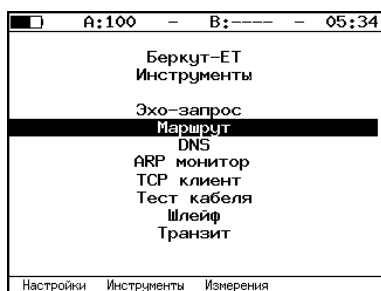 A:100 – B:---- – 05:34
Беркут-ET
Инструменты
Эхо-запрос
Маршрут
DNS
ARP монитор
TCP клиент
Тест кабеля
Шлейф
Транзит
Настройки Инструменты Измерения